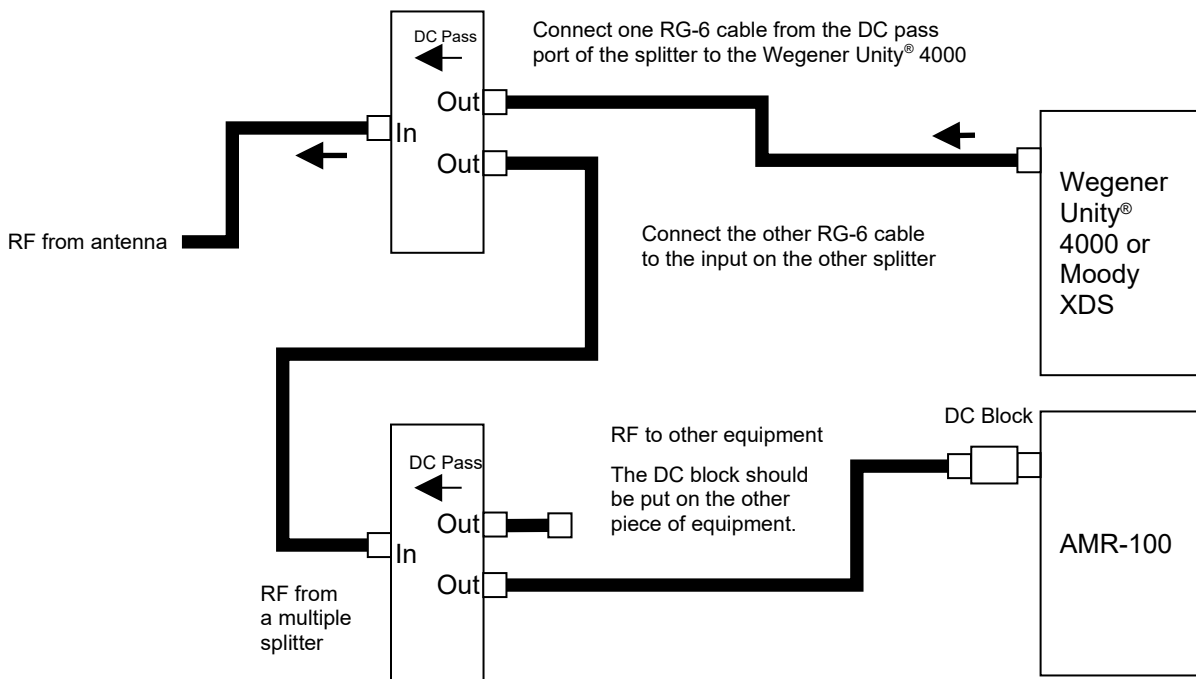 DC Pass
Out
In
Out
Connect one RG-6 cable from the DC pass
port of the splitter to the Wegener Unity® 4000
RF from antenna
Connect the other RG-6 cable
to the input on the other splitter
Wegener
Unity®
4000 or
Moody
XDS
DC Pass
Out
In
Out
RF from
a multiple
splitter
RF to other equipment
The DC block should
be put on the other
piece of equipment.
DC Block
AMR-100